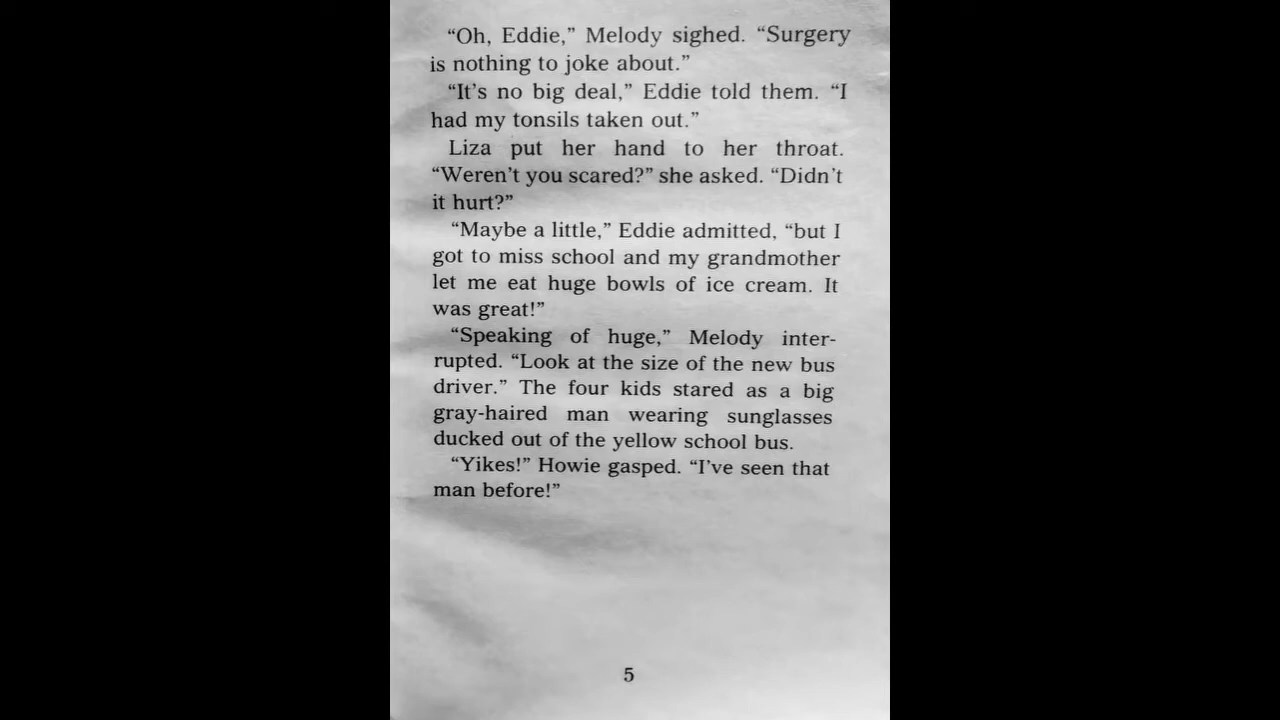 “Oh, Eddie,” Melody sighed. “Surgery
is nothing to joke about.”
“It’s no big deal,” Eddie told them. “I
had my tonsils taken out.”
Liza put her hand to her throat.
“Weren’t you scared?” she asked. “Didn’t
it hurt?”
“Maybe a little,” Eddie admitted, “but I
got to miss school and my grandmother
let me eat huge bowls of ice cream. It
was great!”
“Speaking of huge,” Melody inter-
rupted. “Look at the size of the new bus
driver.” The four kids stared as a big
gray-haired man wearing sunglasses
ducked out of the yellow school bus.
“Yikes!” Howie gasped. “I’ve seen that
man before!”
5